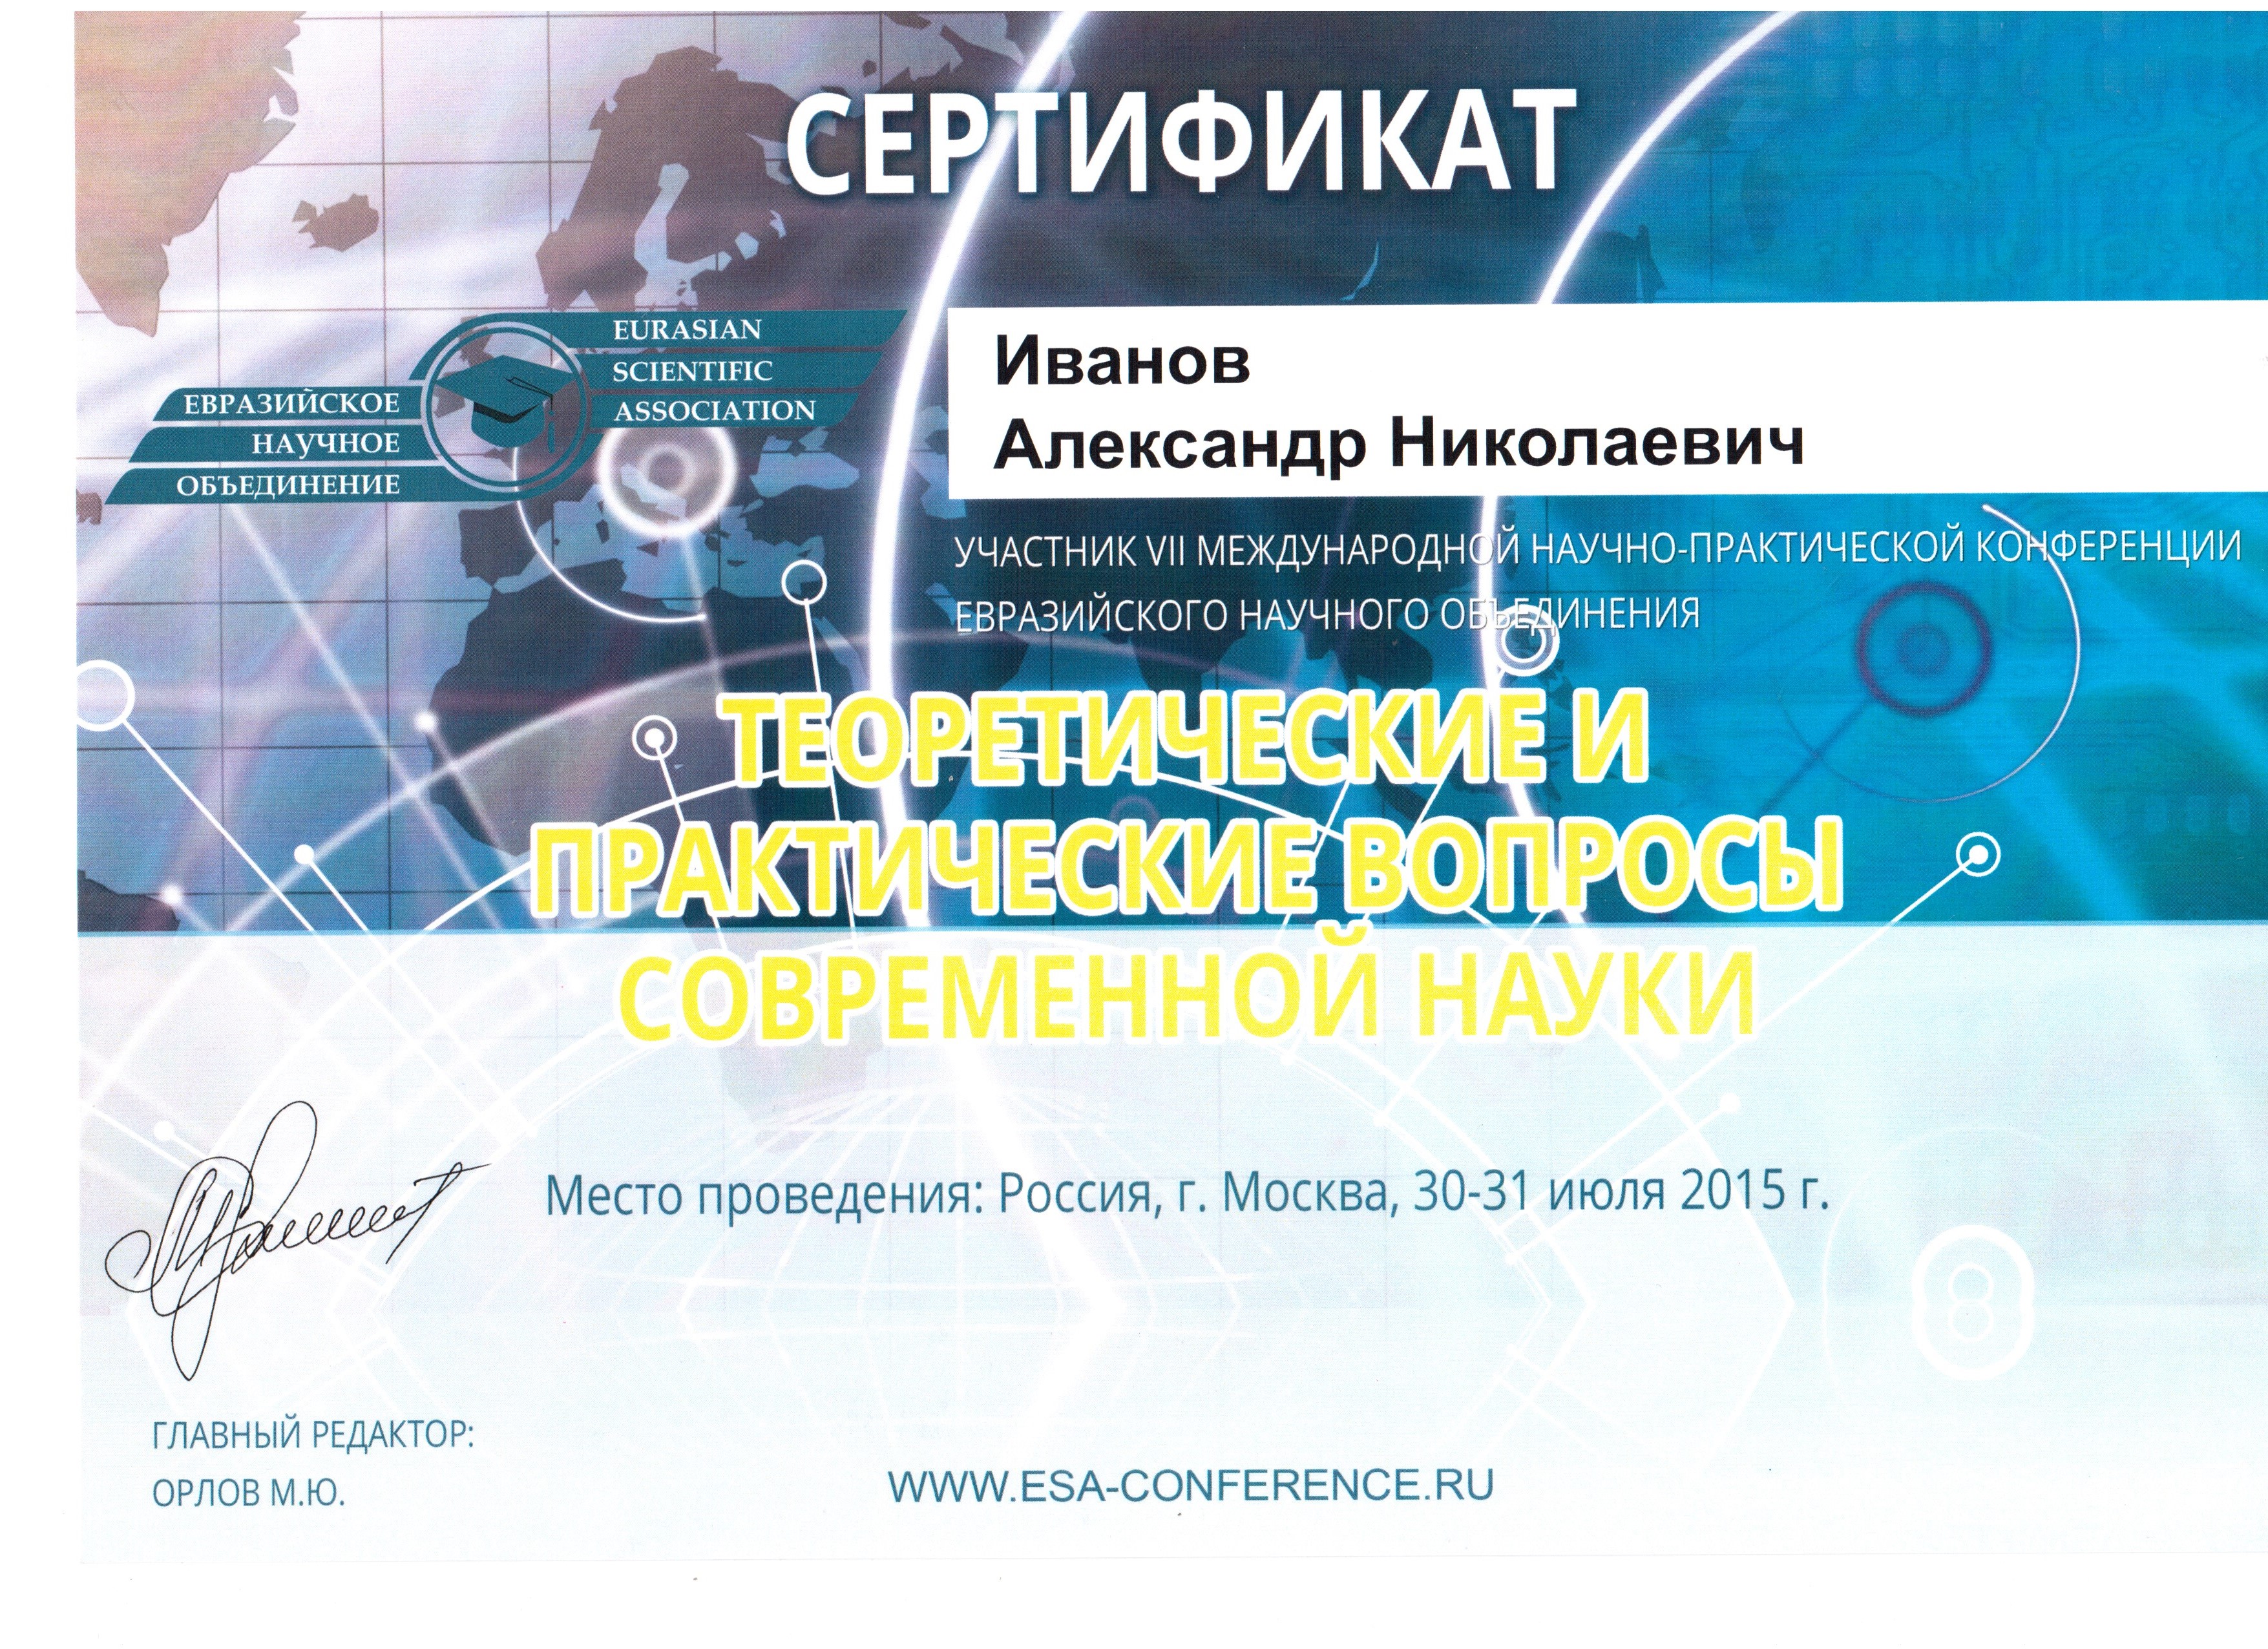 СЕРТИФИКАТ
EURASIAN
SCIENTIFIC
ASSOCIATION
ЕВРАЗИЙСКОЕ
НАУЧНОЕ
ОБЪЕДИНЕНИЕ
Иванов
Александр Николаевич
УЧАСТНИК VII МЕЖДУНАРОДНОЙ НАУЧНО-ПРАКТИЧЕСКОЙ КОНФЕРЕНЦИИ
ЕВРАЗИЙСКОГО НАУЧНОГО ОБЪЕДИНЕНИЯ
ТЕОРЕТИЧЕСКИЕ И
ПРАКТИЧЕСКИЕ ВОПРОСЫ
СОВРЕМЕННОЙ НАУКИ
Место проведения: Россия, г. Москва, 30-31 июля 2015 г.
ГЛАВНЫЙ РЕДАКТОР:
ОРЛОВ М.Ю.
WWW.ESA-CONFERENCE.RU